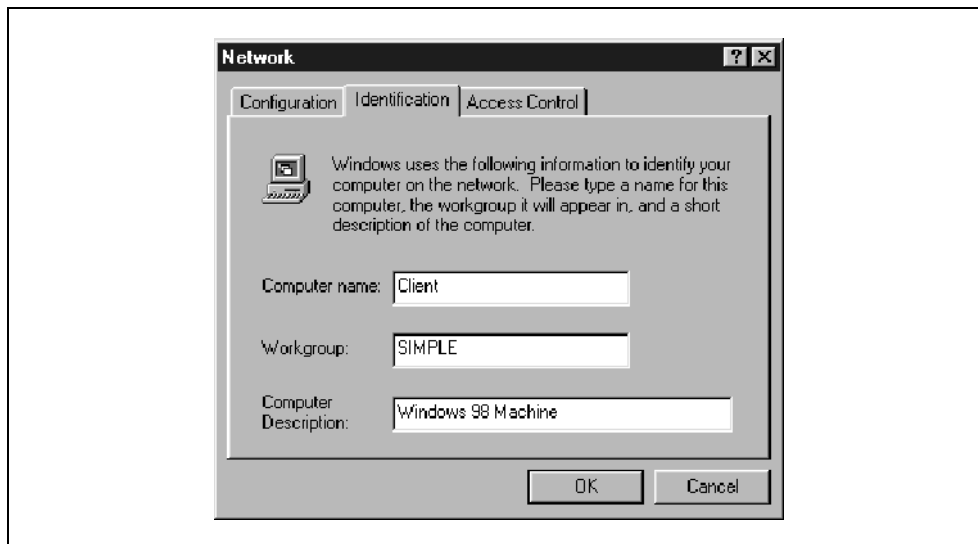 Network
Configuration Identification Access Control
Windows uses the following information to identify your
computer on the network. Please type a name for this
computer, the workgroup it will appear in, and a short
description of the computer.
Computer name: Client
Workgroup: SIMPLE
Computer
Description: Windows 98 Machine
OK Cancel